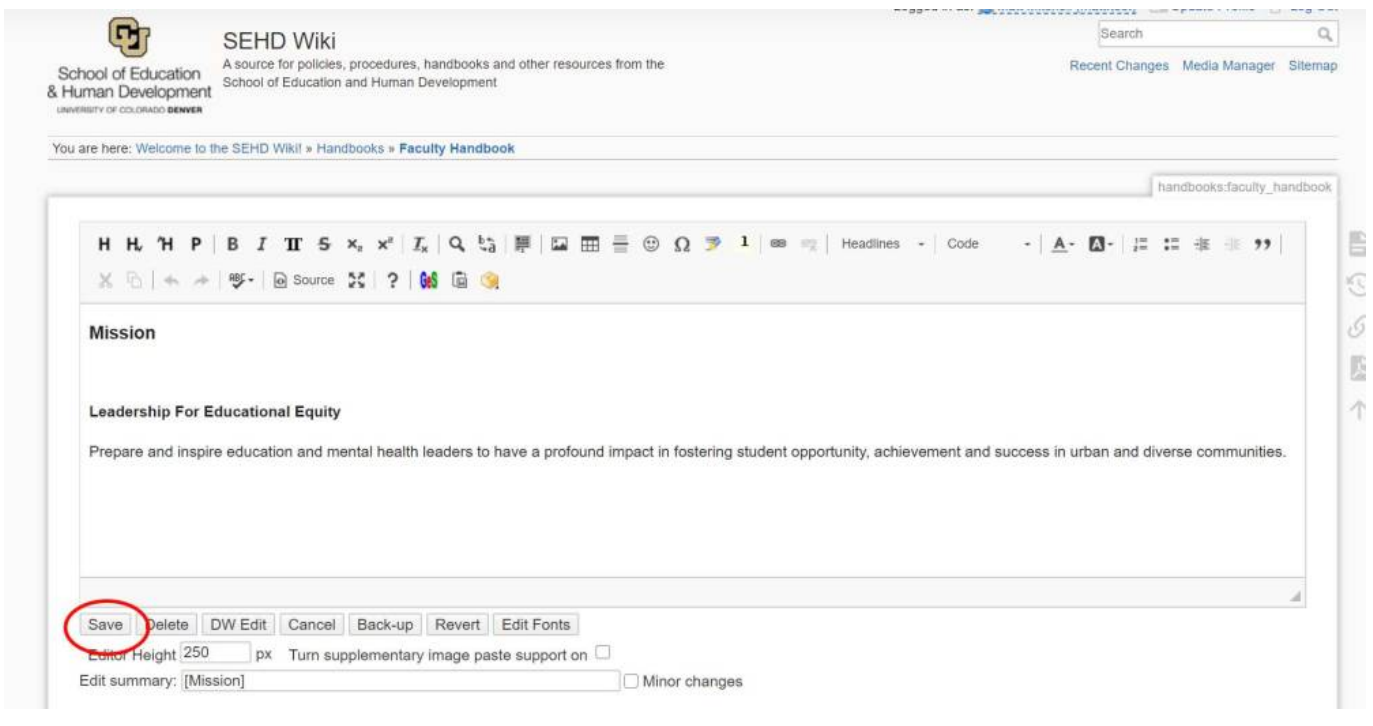 SEHD Wiki
A source for policies, procedures, handbooks and other resources from the
School of Education and Human Development
School of Education
& Human Development
UNIVERSITY OF COLORADO DENVER
Search
Recent Changes Media Manager Sitemap
You are here: Welcome to the SEHD Wiki! » Handbooks » Faculty Handbook
handbooks:faculty_handbook
Headlines Code
Source
Mission
Leadership For Educational Equity
Prepare and inspire education and mental health leaders to have a profound impact in fostering student opportunity, achievement and success in urban and diverse communities.
Save Delete DW Edit Cancel Back-up Revert Edit Fonts
Editor Height 250 px Turn supplementary image paste support on
Edit summary: [Mission] Minor changes